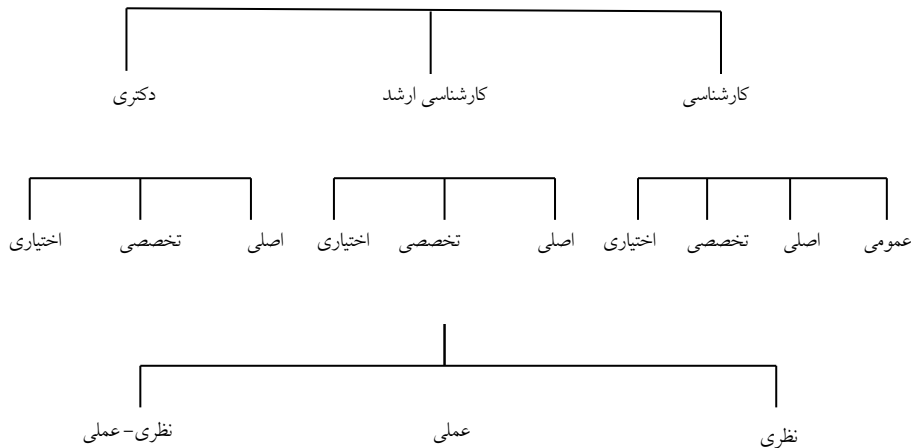 کارشناسی کارشناسی ارشد دکتری
عمومی اصلی تخصصی اختیاری اصلی تخصصی اختیاری اصلی تخصصی اختیاری
نظری عملی نظری-عملی